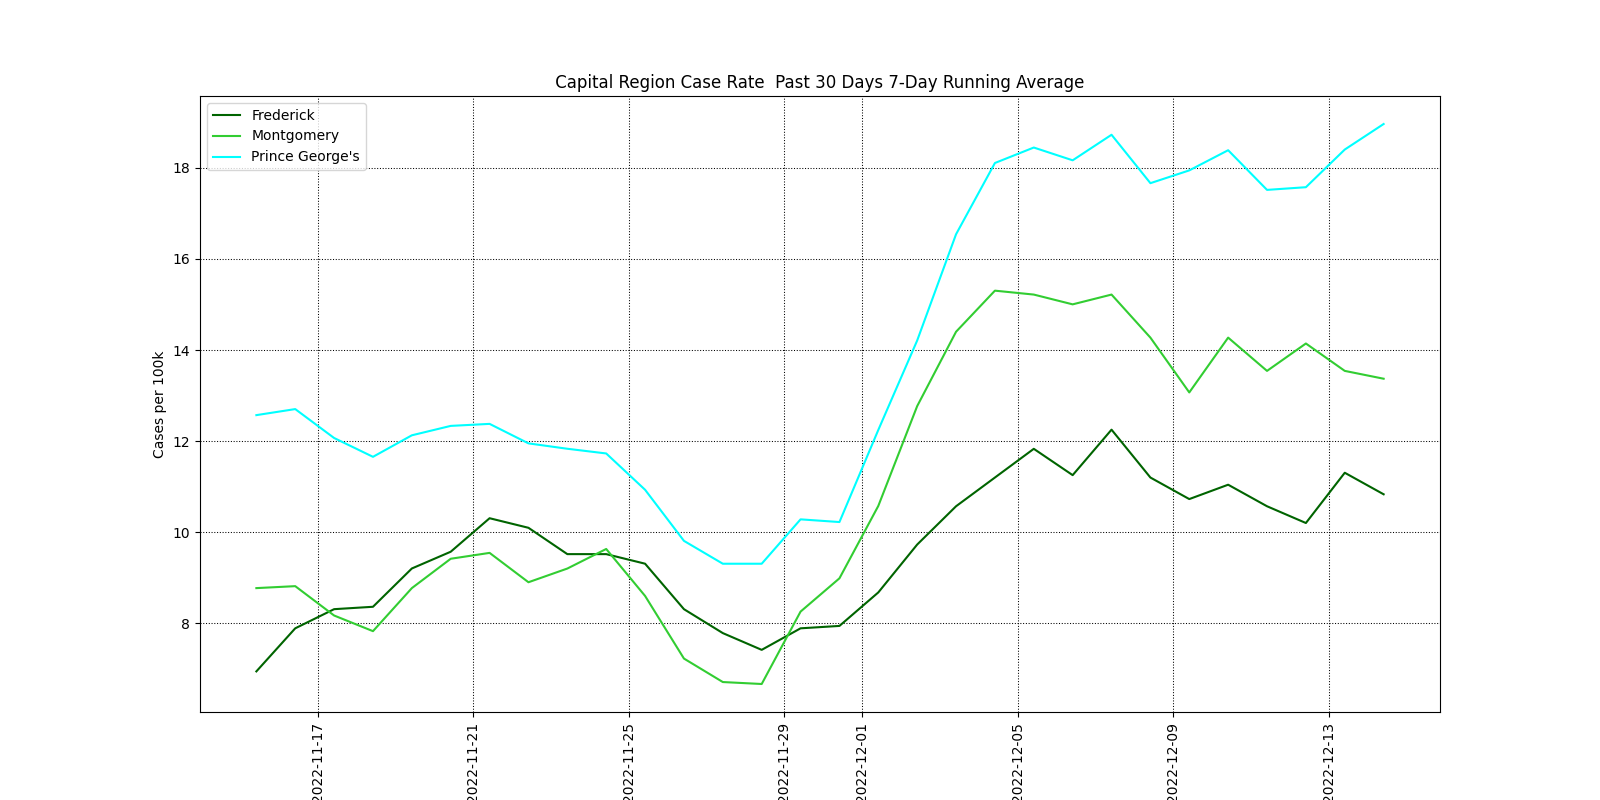 Capital Region Case Rate  Past 30 Days 7-Day Running Average
Frederick
Montgomery
Prince George's
Cases per 100k
18
16
14
12
10
8
2022-11-17
2022-11-21
2022-11-25
2022-11-29
2022-12-01
2022-12-05
2022-12-09
2022-12-13